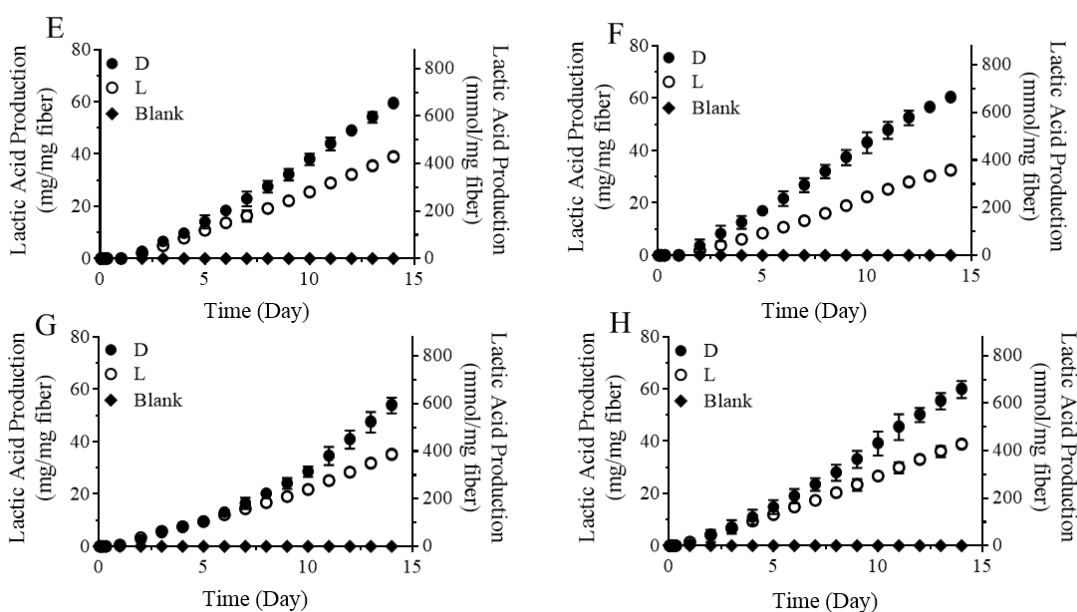 E
Lactic Acid Production
(mg/mg fiber)
80
60
40
20
0
D
L
Blank
800
600
400
200
0
Lactic Acid Production
(mmol/mg fiber)
0
5
10
15
Time (Day)
F
Lactic Acid Production
(mg/mg fiber)
80
60
40
20
0
D
L
Blank
800
600
400
200
0
Lactic Acid Production
(mmol/mg fiber)
0
5
10
15
Time (Day)
G
Lactic Acid Production
(mg/mg fiber)
80
60
40
20
0
D
L
Blank
800
600
400
200
0
Lactic Acid Production
(mmol/mg fiber)
0
5
10
15
Time (Day)
H
Lactic Acid Production
(mg/mg fiber)
80
60
40
20
0
D
L
Blank
800
600
400
200
0
Lactic Acid Production
(mmol/mg fiber)
0
5
10
15
Time (Day)